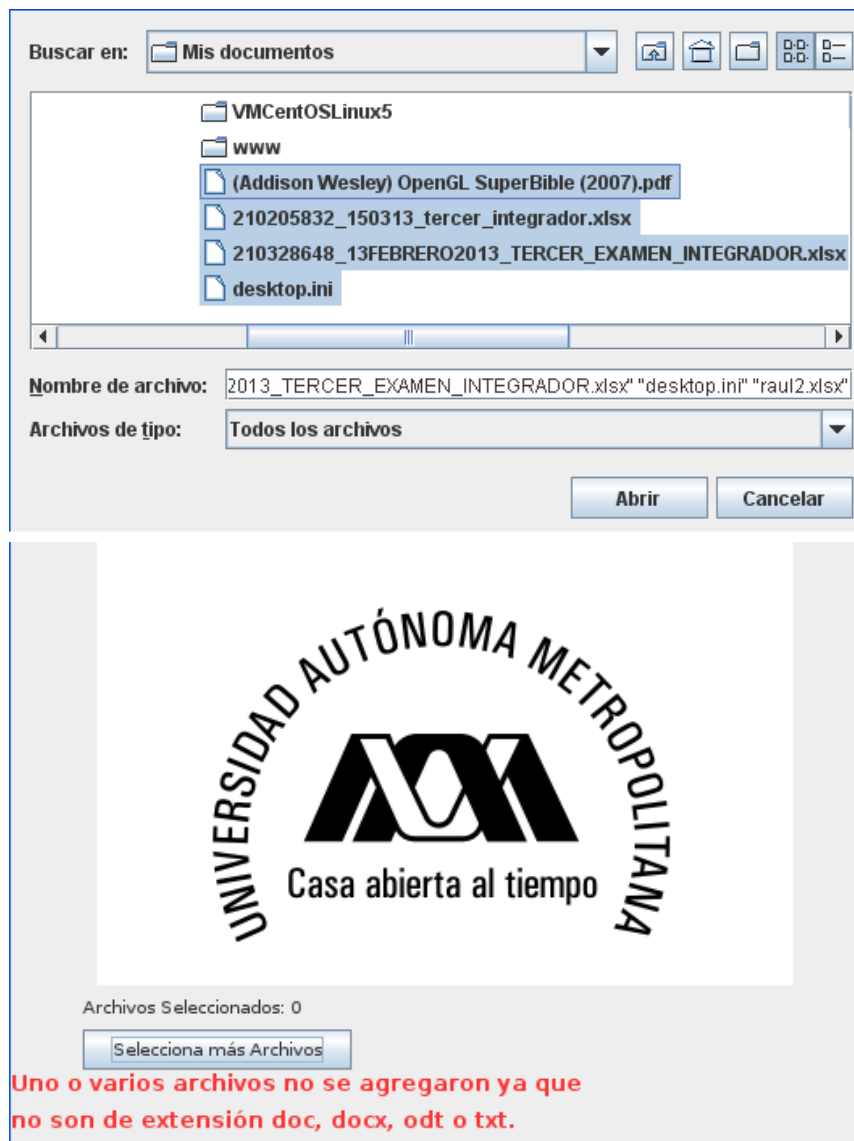 Buscar en: Mis documentos
VMCentOSLinux5
www
(Addison Wesley) OpenGL SuperBible (2007).pdf
210205832_150313_tercer_integrador.xlsx
210328648_13FEBRERO2013_TERCER_EXAMEN_INTEGRADOR.xlsx
desktop.ini
Nombre de archivo: 2013_TERCER_EXAMEN_INTEGRADOR.xlsx" "desktop.ini" "raul2.xlsx"
Archivos de tipo: Todos los archivos
Abrir Cancelar
UNIVERSIDAD AUTÓNOMA METROPOLITANA
Casa abierta al tiempo
Archivos Seleccionados: 0
Selecciona más Archivos
Uno o varios archivos no se agregaron ya que
no son de extensión doc, docx, odt o txt.